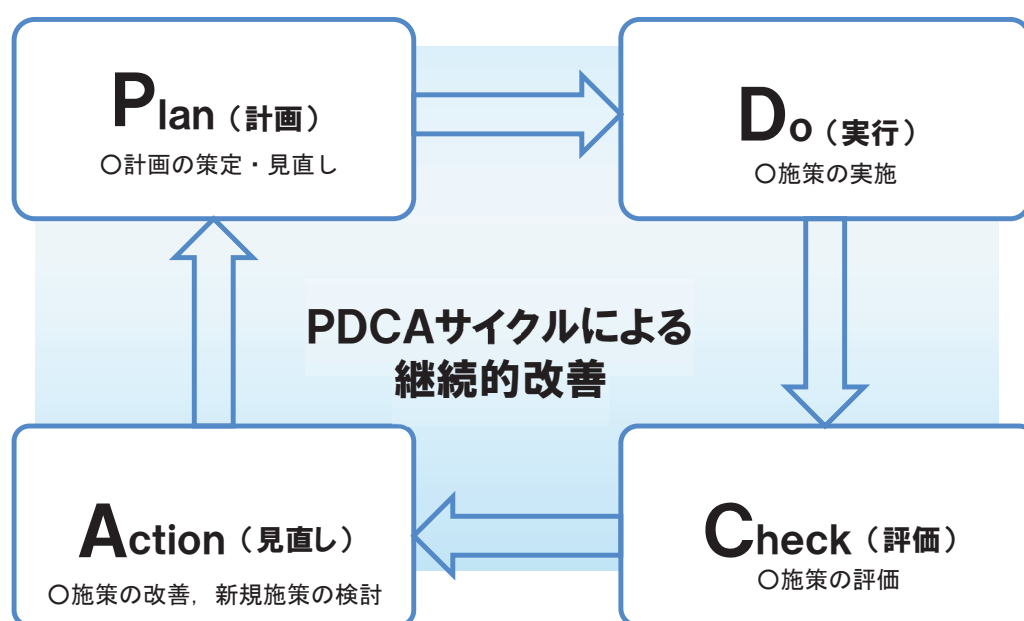 Plan（計画）
○計画の策定・見直し
Do（実行）
○施策の実施
PDCAサイクルによる
継続的改善
Action（見直し）
○施策の改善，新規施策の検討
Check（評価）
○施策の評価